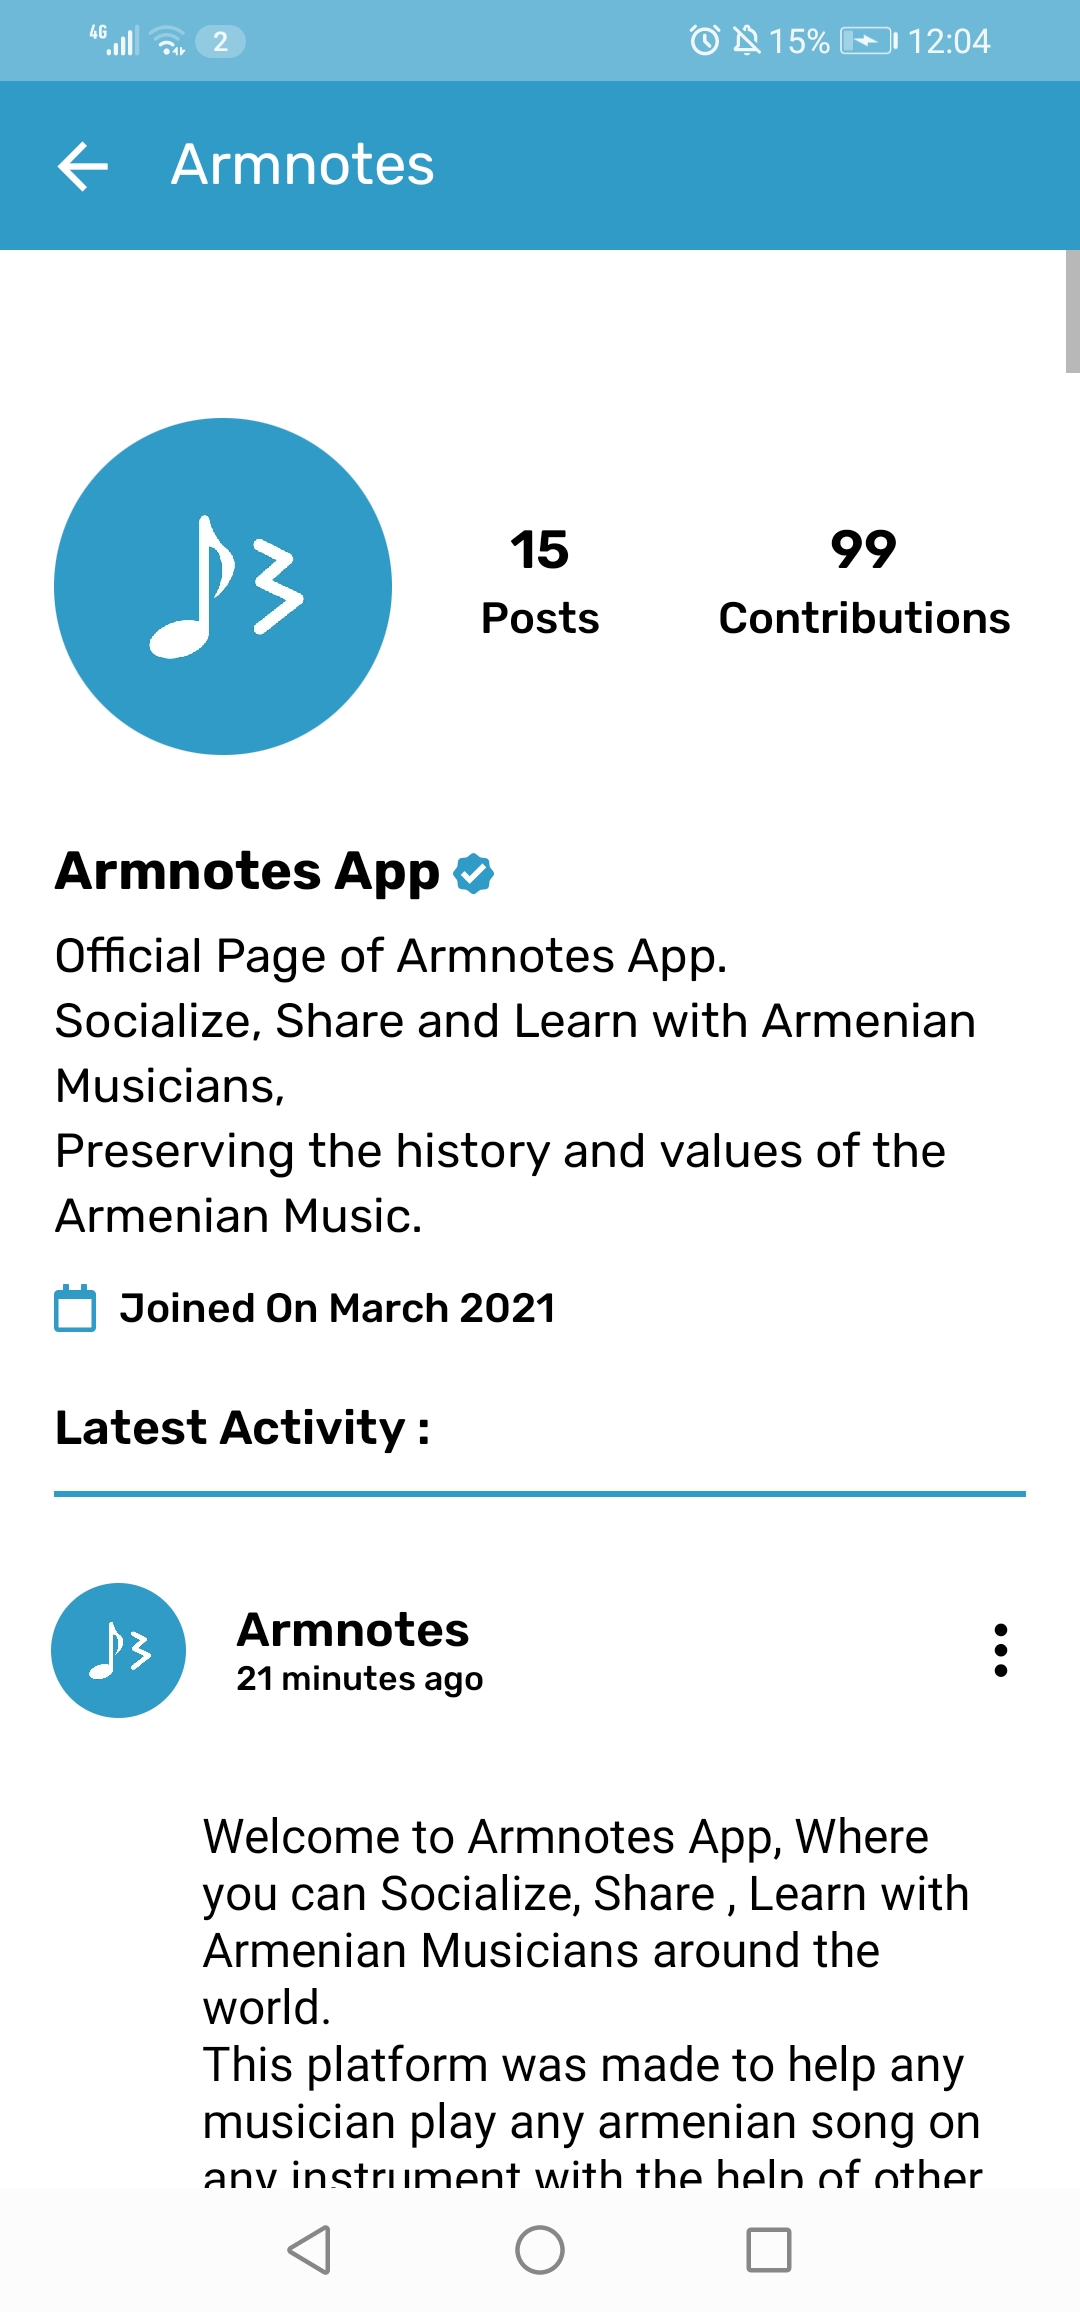 4G 2 15% 12:04
Armnotes
15 99
Posts Contributions
Armnotes App
Official Page of Armnotes App.
Socialize, Share and Learn with Armenian
Musicians,
Preserving the history and values of the
Armenian Music.
Joined On March 2021
Latest Activity :
Armnotes
21 minutes ago
Welcome to Armnotes App, Where
you can Socialize, Share , Learn with
Armenian Musicians around the
world.
This platform was made to help any
musician play any armenian song on
any instrument with the help of other